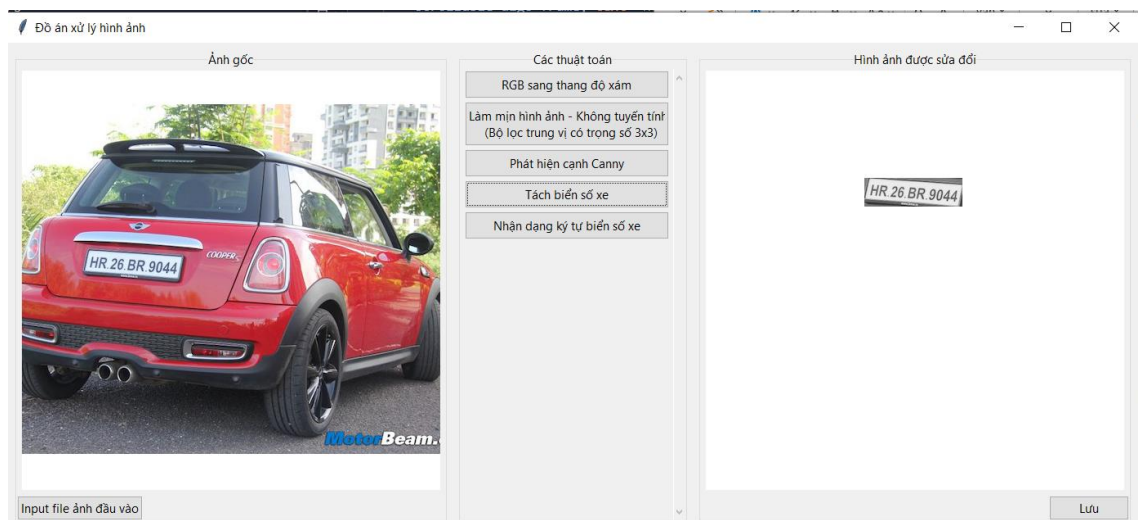 Đồ án xử lý hình ảnh
Ảnh gốc
HR.26.BR.9044
COOPER S
MotorBeam.
Input file ảnh đầu vào
Các thuật toán
RGB sang thang độ xám
Làm mịn hình ảnh - Không tuyến tính
(Bộ lọc trung vị có trọng số 3x3)
Phát hiện cạnh Canny
Tách biển số xe
Nhận dạng ký tự biển số xe
Hình ảnh được sửa đổi
HR.26.BR.9044
Lưu